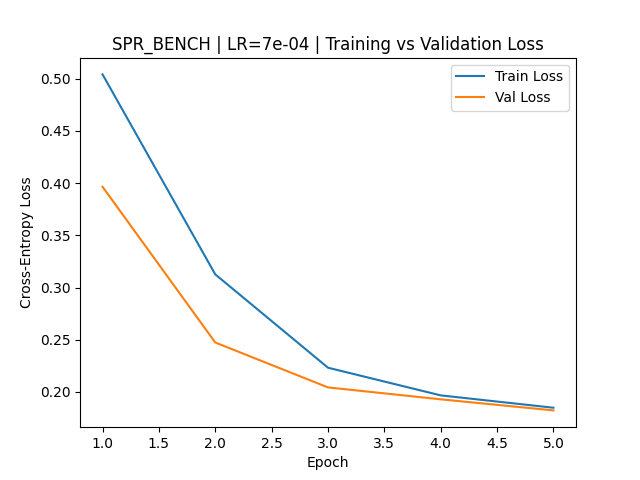 SPR_BENCH | LR=7e-04 | Training vs Validation Loss
Train Loss
Val Loss
Cross-Entropy Loss
0.50
0.45
0.40
0.35
0.30
0.25
0.20
1.0 1.5 2.0 2.5 3.0 3.5 4.0 4.5 5.0
Epoch